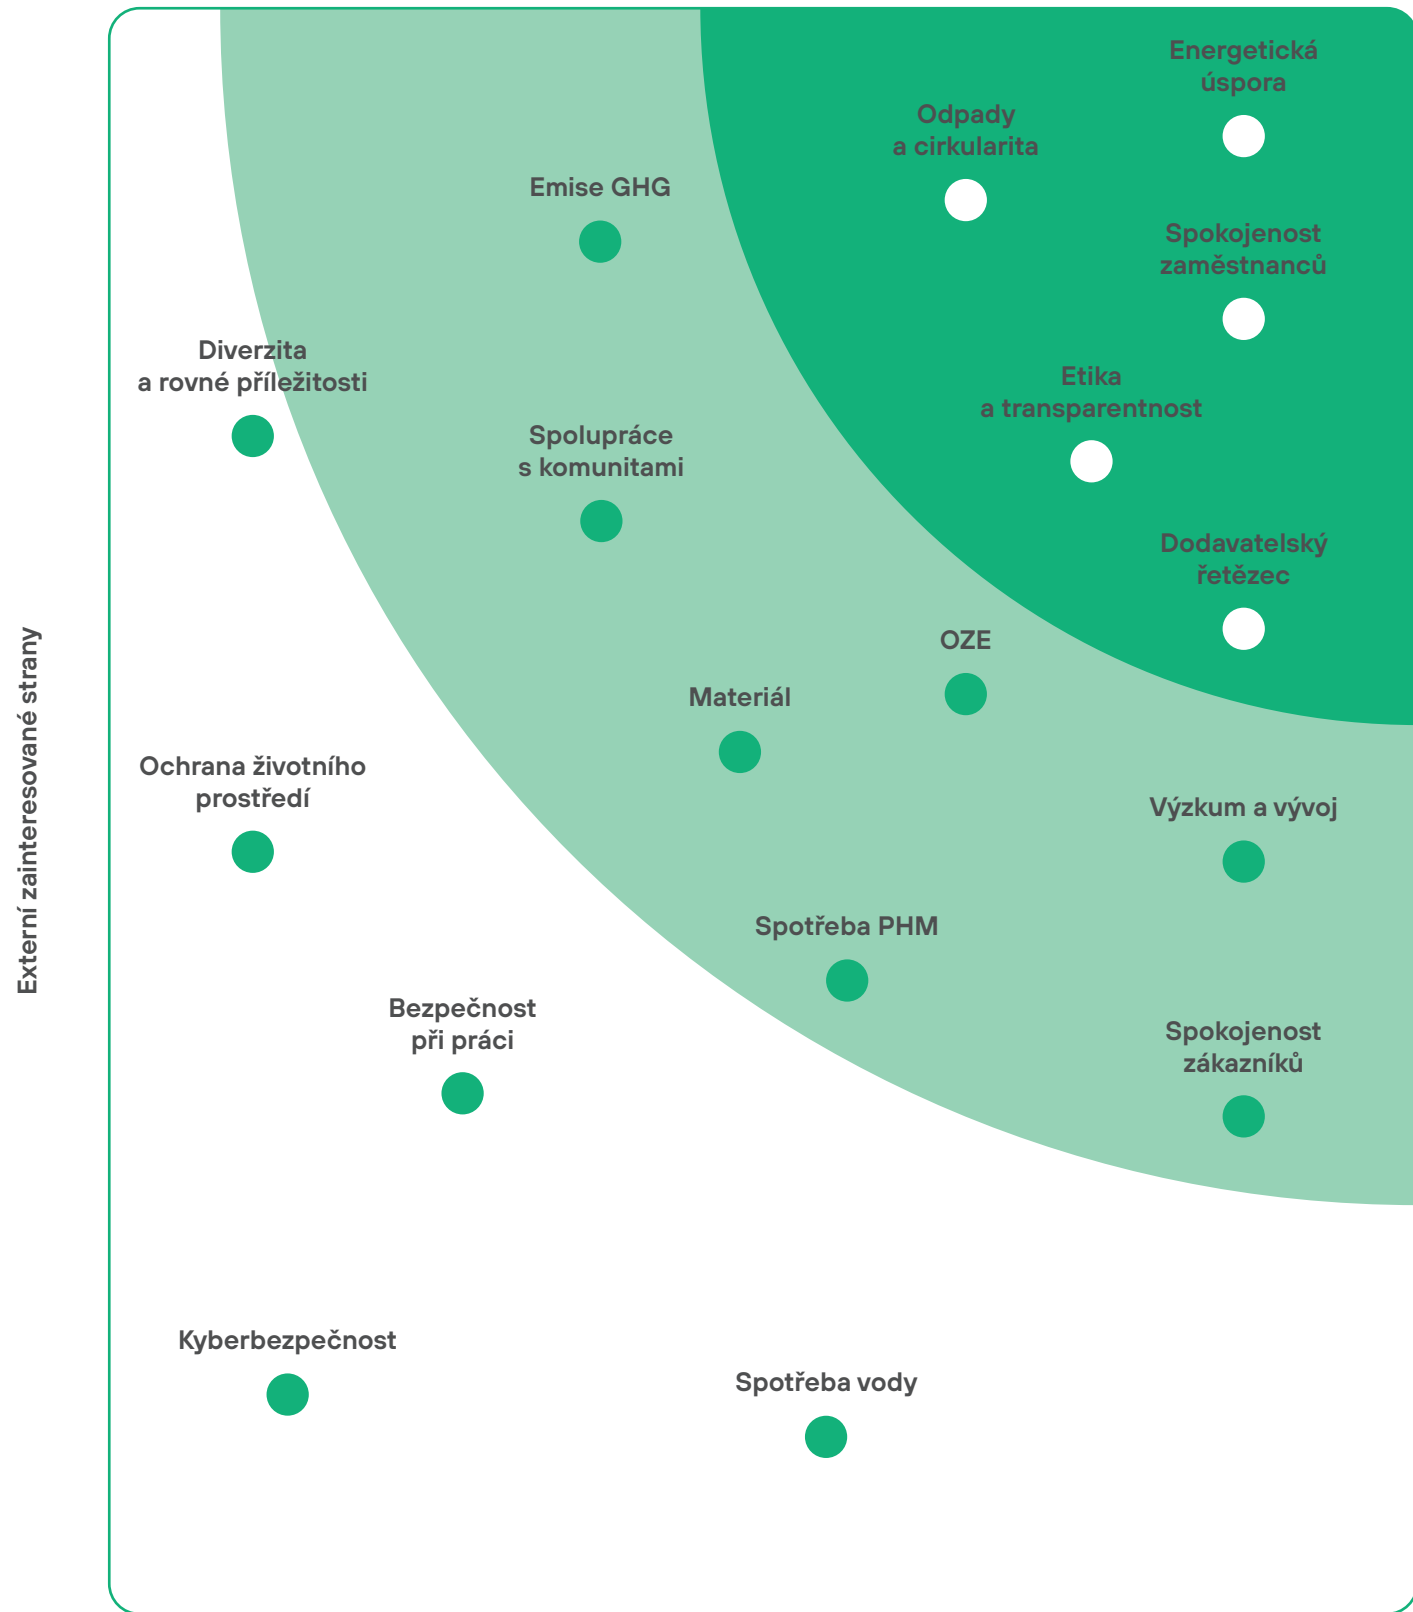 Energetická
úspora
Odpady
a cirkularita
Emise GHG
Spokojenost
zaměstnanců
Diverzita
a rovné příležitosti
Etika
a transparentnost
Spolupráce
s komunitami
Dodavatelský
řetězec
OZE
Materiál
Externí zainteresované strany
Ochrana životního
prostředí
Výzkum a vývoj
Spotřeba PHM
Bezpečnost
při práci
Spokojenost
zákazníků
Kyberbezpečnost
Spotřeba vody